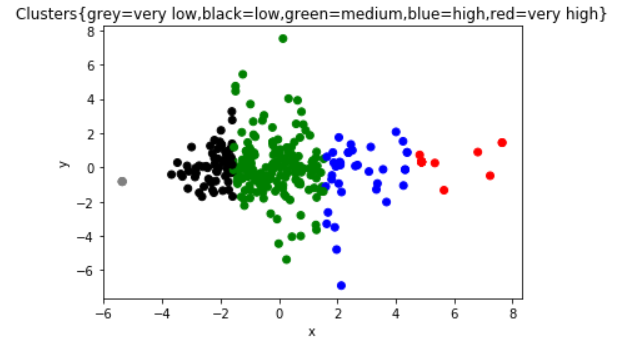 Clusters{grey=very low,black=low,green=medium,blue=high,red=very high}
8
6
4
2
0
−2
−4
−6
y
−6 −4 −2 0 2 4 6 8
x